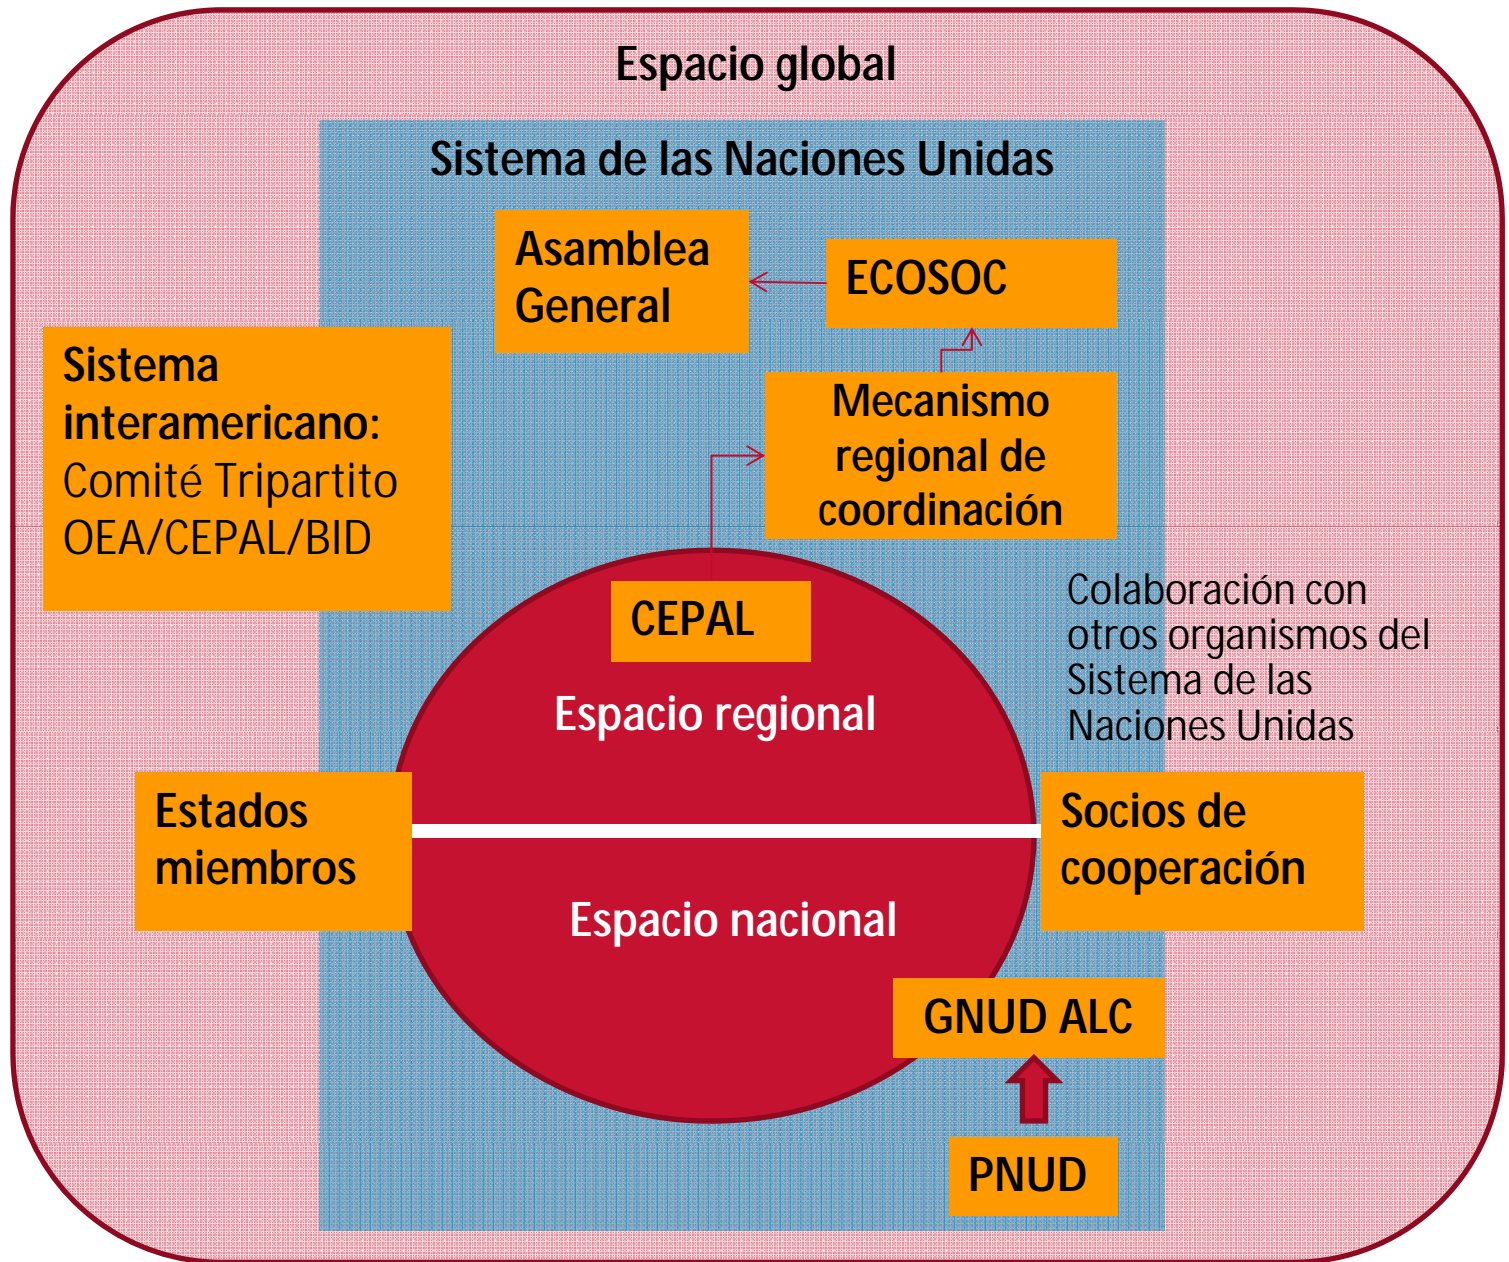 Espacio global
Sistema de las Naciones Unidas
Asamblea
General
ECOSOC
Sistema
interamericano:
Comité Tripartito
OEA/CEPAL/BID
Mecanismo
regional de
coordinación
CEPAL
Colaboración con
otros organismos del
Sistema de las
Naciones Unidas
Espacio regional
Estados
miembros
Socios de
cooperación
Espacio nacional
GNUD ALC
PNUD